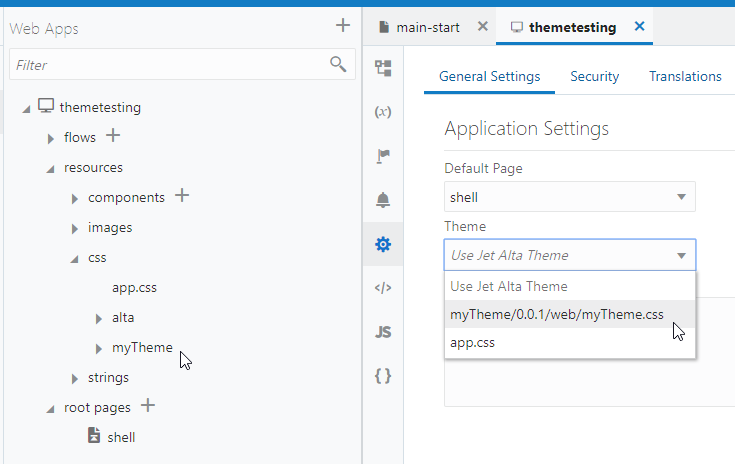 Web Apps
Filter
themetesting
flows
resources
components
images
css
app.css
alta
myTheme
strings
root pages
shell
main-start
themetesting
General Settings
Security
Translations
(x)
Application Settings
Default Page
shell
Theme
Use Jet Alta Theme
Use Jet Alta Theme
myTheme/0.0.1/web/myTheme.css
app.css
</>
JS
{ }